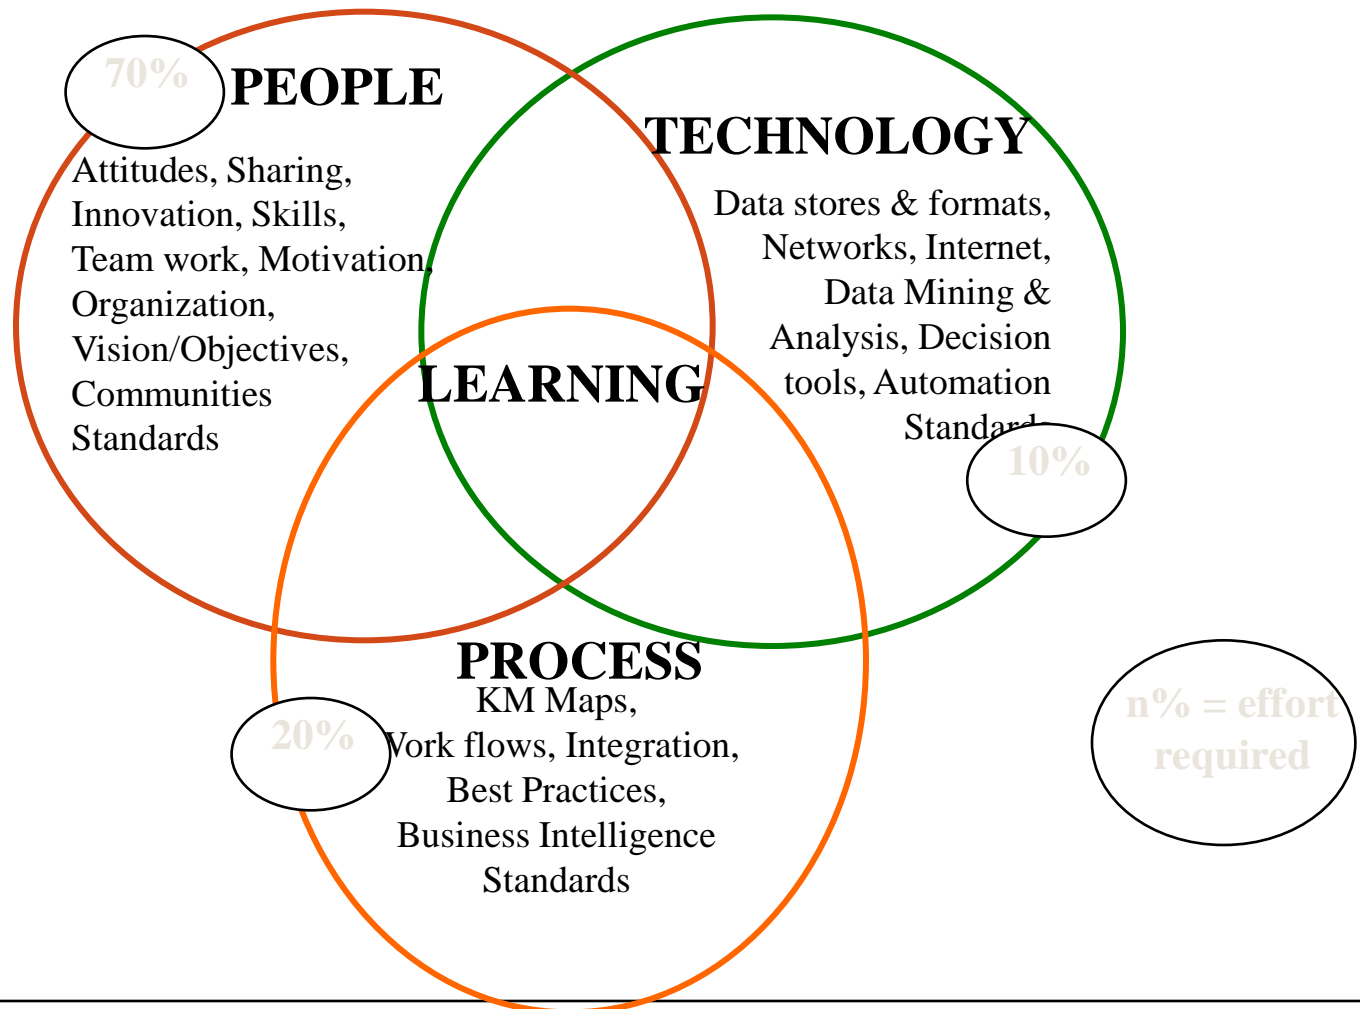 70%
PEOPLE
Attitudes, Sharing,
Innovation, Skills,
Team work, Motivation,
Organization,
Vision/Objectives,
Communities
Standards
TECHNOLOGY
Data stores & formats,
Networks, Internet,
Data Mining &
Analysis, Decision
tools, Automation
Standards
10%
LEARNING
PROCESS
KM Maps,
Work flows, Integration,
Best Practices,
Business Intelligence
Standards
20%
n% = effort
required